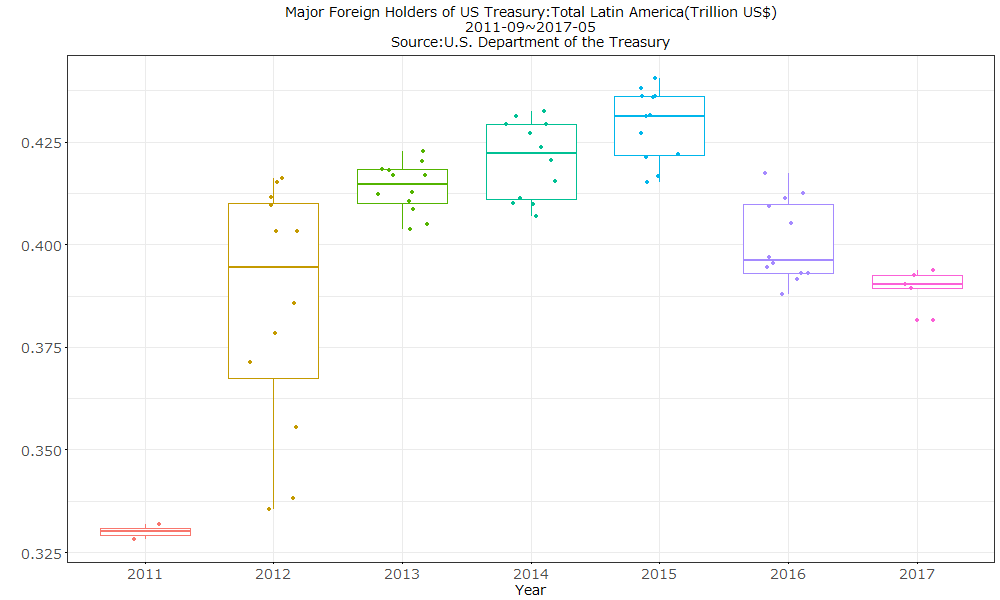 Major Foreign Holders of US Treasury:Total Latin America(Trillion US$)
2011-09~2017-05
Source:U.S. Department of the Treasury
0.425
0.400
0.375
0.350
0.325
2011 2012 2013 2014 2015 2016 2017
Year